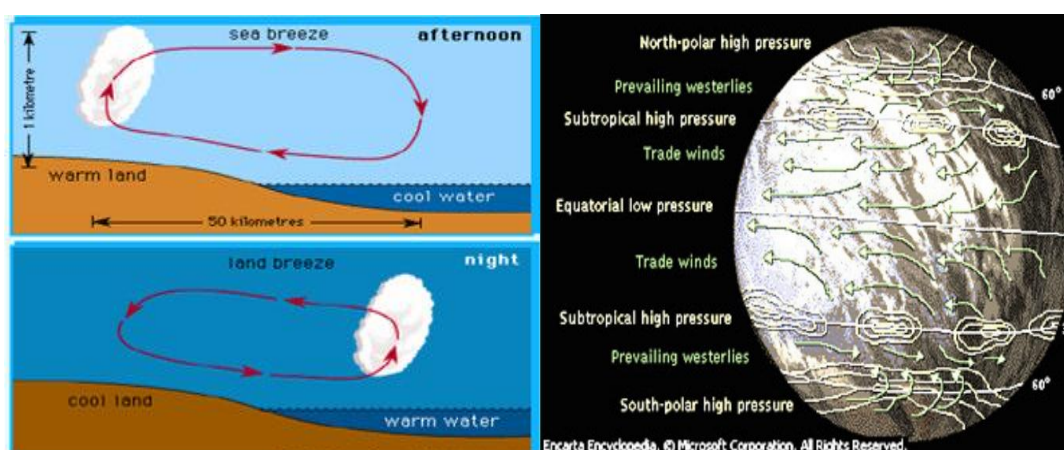 sea breeze
afternoon
1 kilometre
warm land
cool water
50 kilometres
land breeze
night
cool land
warm water
North-polar high pressure
Prevailing westerlies
60°
Subtropical high pressure
Trade winds
Equatorial low pressure
Trade winds
Subtropical high pressure
Prevailing westerlies
60°
South-polar high pressure
Encarta Encyclopedia, © Microsoft Corporation. All Rights Reserved.